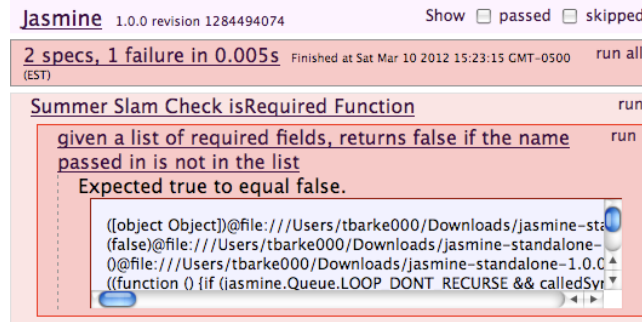 Jasmine 1.0.0 revision 1284494074 Show passed skipped
2 specs, 1 failure in 0.005s Finished at Sat Mar 10 2012 15:23:15 GMT-0500 run all
(EST)
Summer Slam Check isRequired Function run
given a list of required fields, returns false if the name run
passed in is not in the list
Expected true to equal false.
([object Object])@file:///Users/tbarke000/Downloads/jasmine-sta
(false)@file:///Users/tbarke000/Downloads/jasmine-standalone-
()@file:///Users/tbarke000/Downloads/jasmine-standalone-1.0.0
((function () {if (jasmine.Queue.LOOP_DONT_RECURSE && calledSyn